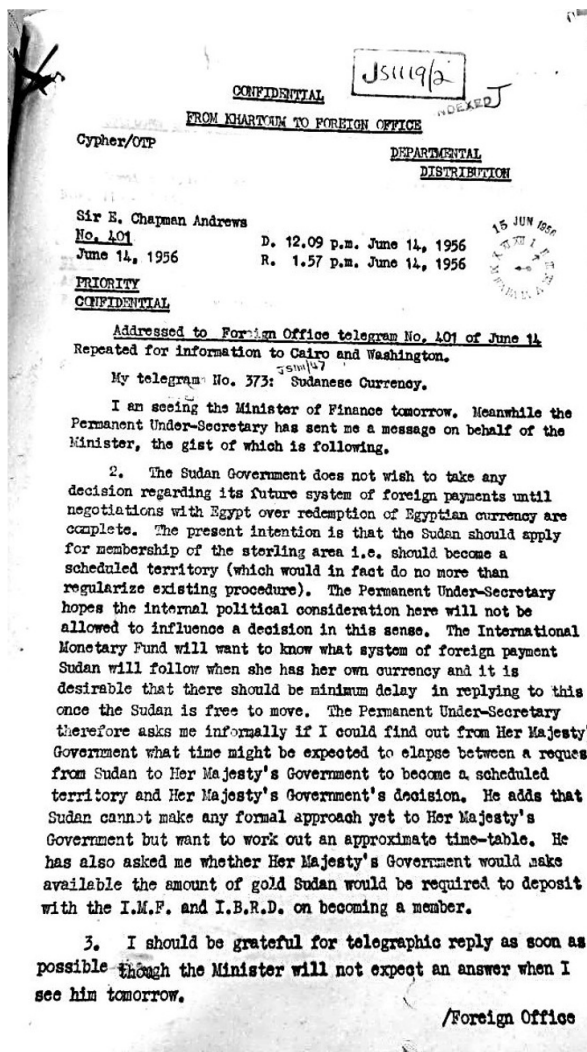 JS1119/2
INDEXED J
CONFIDENTIAL
FROM KHARTOUM TO FOREIGN OFFICE
Cypher/OTP
DEPARTMENTAL
DISTRIBUTION
Sir E. Chapman Andrews
No. 401
June 14, 1956
D. 12.09 p.m. June 14, 1956
R. 1.57 p.m. June 14, 1956
15 JUN 1956
PRIORITY
CONFIDENTIAL
Addressed to Foreign Office telegram No. 401 of June 14
Repeated for information to Cairo and Washington.
My telegram No. 373: Sudanese Currency.
I am seeing the Minister of Finance tomorrow. Meanwhile the
Permanent Under-Secretary has sent me a message on behalf of the
Minister, the gist of which is following.
2. The Sudan Government does not wish to take any
decision regarding its future system of foreign payments until
negotiations with Egypt over redemption of Egyptian currency are
complete. The present intention is that the Sudan should apply
for membership of the sterling area i.e. should become a
scheduled territory (which would in fact do no more than
regularize existing procedure). The Permanent Under-Secretary
hopes the internal political consideration here will not be
allowed to influence a decision in this sense. The International
Monetary Fund will want to know what system of foreign payment
Sudan will follow when she has her own currency and it is
desirable that there should be minimum delay in replying to this
once the Sudan is free to move. The Permanent Under-Secretary
therefore asks me informally if I could find out from Her Majesty'
Government what time might be expected to elapse between a reques
from Sudan to Her Majesty's Government to become a scheduled
territory and Her Majesty's Government's decision. He adds that
Sudan cannot make any formal approach yet to Her Majesty's
Government but want to work out an approximate time-table. He
has also asked me whether Her Majesty's Government would make
available the amount of gold Sudan would be required to deposit
with the I.M.F. and I.B.R.D. on becoming a member.
3. I should be grateful for telegraphic reply as soon as
possible though the Minister will not expect an answer when I
see him tomorrow.
/Foreign Office